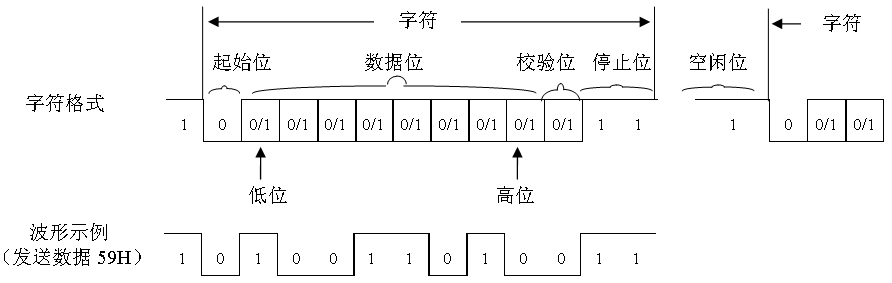 字符 字符
起始位 数据位 校验位 停止位 空闲位
字符格式
1 0 0/1 0/1 0/1 0/1 0/1 0/1 0/1 0/1 0/1 1 1 1 0 0/1 0/1
低位 高位
波形示例
（发送数据 59H） 1 0 1 0 0 1 1 0 1 0 0 1 1